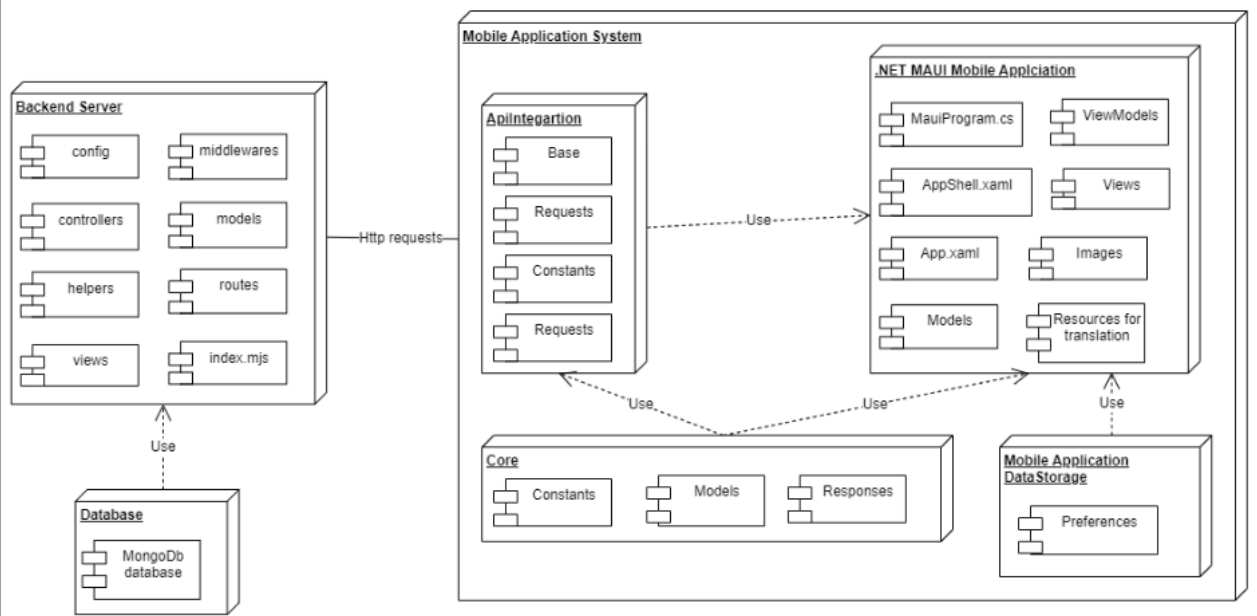 Mobile Application System
Backend Server
config
middlewares
controllers
models
helpers
routes
views
index.mjs
Use
Database
MongoDb
database
Http requests
ApiIntegartion
Base
Requests
Constants
Requests
Use
.NET MAUI Mobile Applciation
MauiProgram.cs
ViewModels
AppShell.xaml
Views
App.xaml
Images
Models
Resources for
translation
Use
Use
Use
Core
Constants
Models
Responses
Mobile Application
DataStorage
Preferences